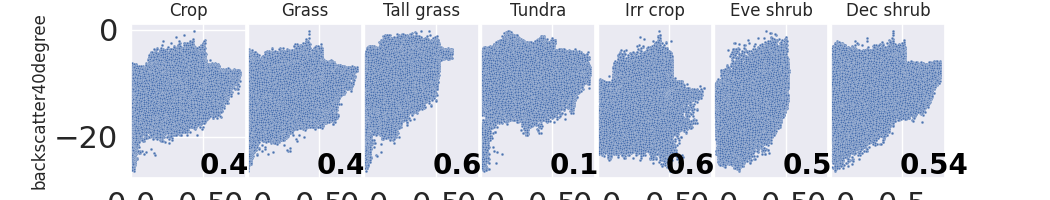 Crop Grass Tall grass Tundra Irr crop Eve shrub Dec shrub
backscatter40degree
0
−20
0.4 0.4 0.6 0.1 0.6 0.5 0.54